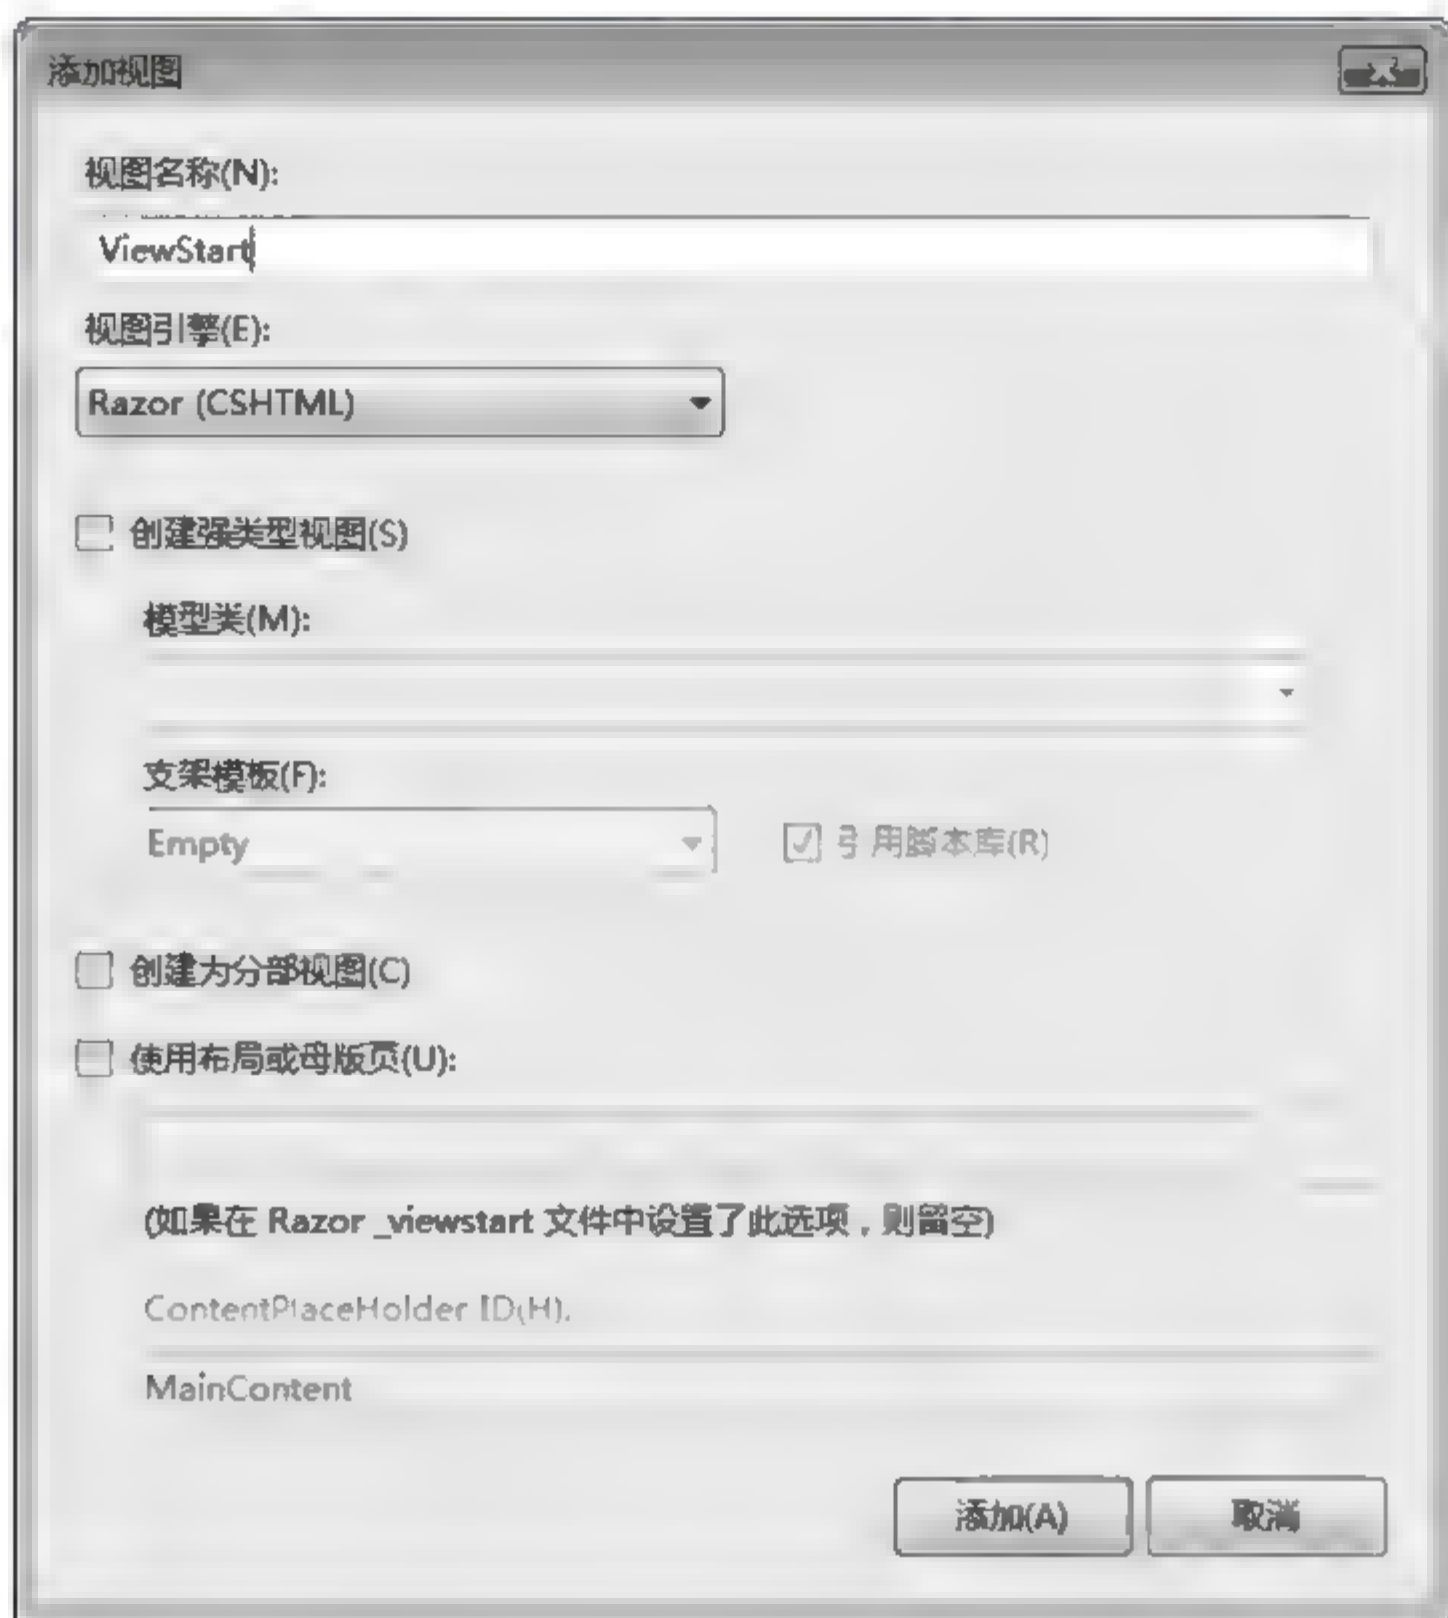 添加视图
视图名称(N):
ViewStart
视图引擎(E):
Razor (CSHTML)
创建强类型视图(S)
模型类(M):
支架模板(F):
Empty
引用脚本库(R)
创建为分部视图(C)
使用布局或母版页(U):
(如果在 Razor _viewstart 文件中设置了此选项，则留空)
ContentPlaceHolder ID(H):
MainContent
添加(A)
取消